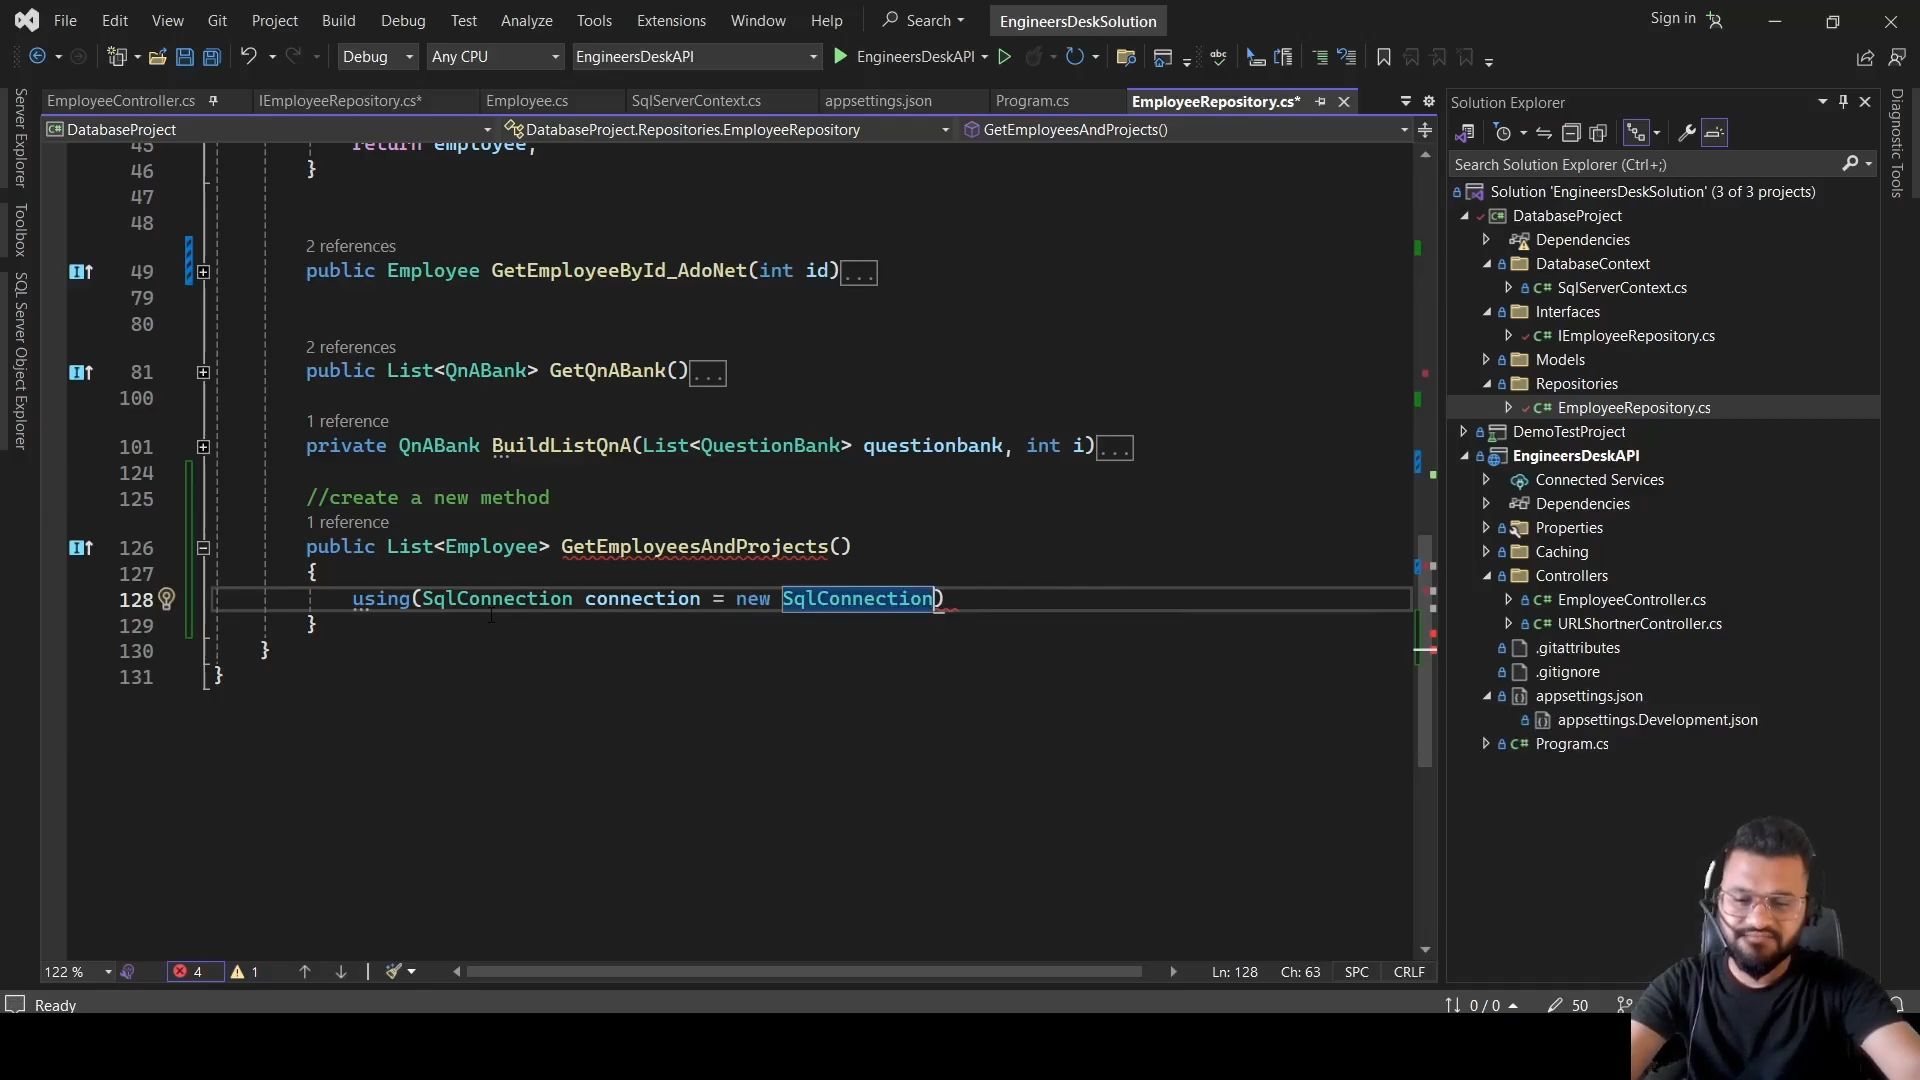 File Edit View Git Project Build Debug Test Analyze Tools Extensions Window Help Search EngineersDeskSolution Sign in
Debug Any CPU EngineersDeskAPI EngineersDeskAPI
EmployeeController.cs IEmployeeRepository.cs* Employee.cs SqlServerContext.cs appsettings.json Program.cs EmployeeRepository.cs*
DatabaseProject DatabaseProject.Repositories.EmployeeRepository GetEmployeesAndProjects()
45 return employee;
46 }
47
48
2 references
49 public Employee GetEmployeeById_AdoNet(int id)...
79
80
2 references
81 public List<QnABank> GetQnABank()...
100
1 reference
101 private QnABank BuildListQnA(List<QuestionBank> questionbank, int i)...
124
125 //create a new method
1 reference
126 public List<Employee> GetEmployeesAndProjects()
127 {
128 using(SqlConnection connection = new SqlConnection)
129 }
130 }
131 }
122 % 4 1 Ln: 128 Ch: 63 SPC CRLF
Ready 0 / 0 50
Server Explorer
Toolbox
SQL Server Object Explorer
Solution Explorer
Search Solution Explorer (Ctrl+;)
Solution 'EngineersDeskSolution' (3 of 3 projects)
C# DatabaseProject
Dependencies
DatabaseContext
C# SqlServerContext.cs
Interfaces
C# IEmployeeRepository.cs
Models
Repositories
C# EmployeeRepository.cs
DemoTestProject
EngineersDeskAPI
Connected Services
Dependencies
Properties
Caching
Controllers
C# EmployeeController.cs
C# URLShortnerController.cs
.gitattributes
.gitignore
appsettings.json
appsettings.Development.json
C# Program.cs
Diagnostic Tools